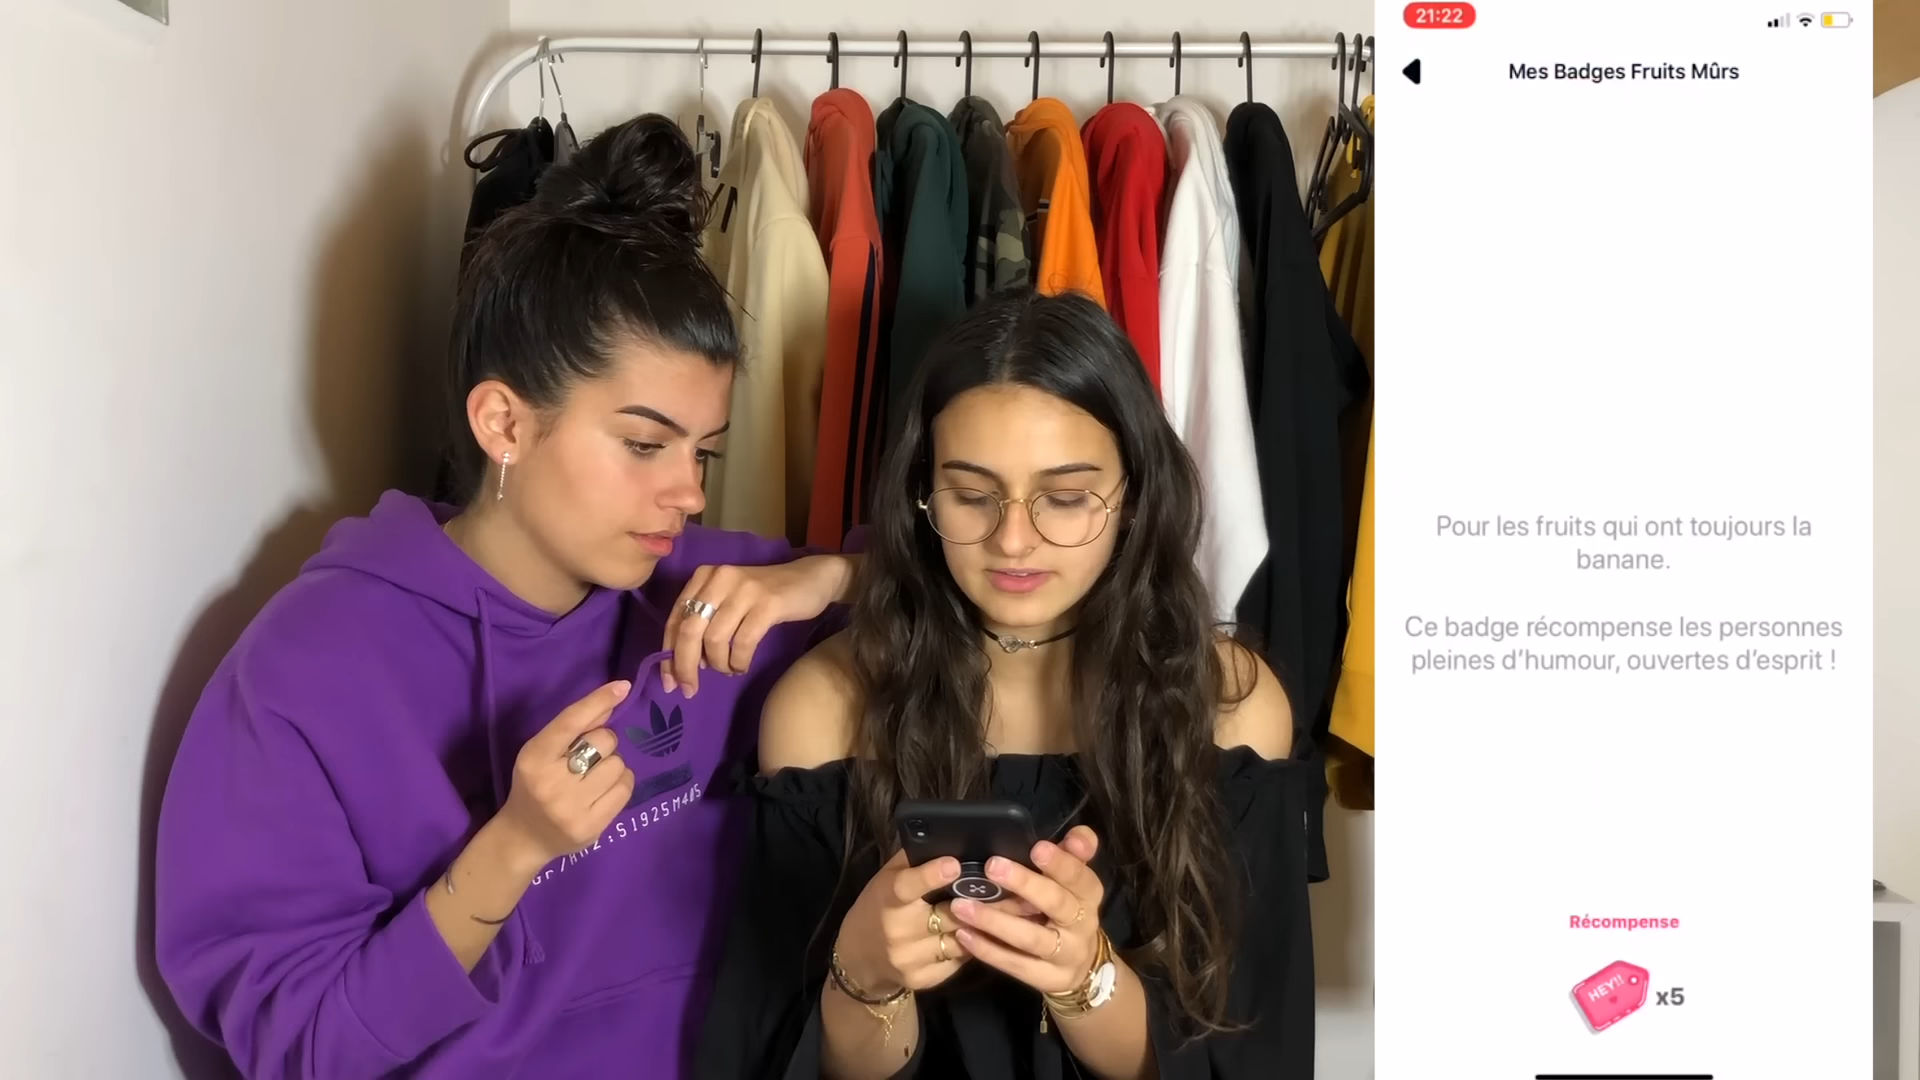 21:22
Mes Badges Fruits Mûrs
Pour les fruits qui ont toujours la
banane.
Ce badge récompense les personnes
pleines d'humour, ouvertes d'esprit !
Récompense
HEY!!
x5
:51925M405